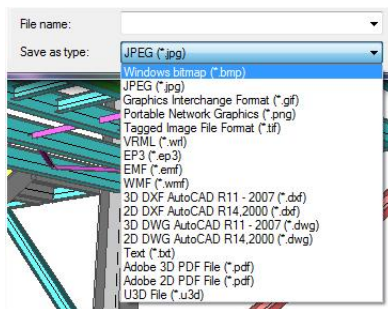 File name:
Save as type: JPEG (*.jpg)
Windows bitmap (*.bmp)
JPEG (*.jpg)
Graphics Interchange Format (*.gif)
Portable Network Graphics (*.png)
Tagged Image File Format (*.tif)
VRML (*.wrl)
EP3 (*.ep3)
EMF (*.emf)
WMF (*.wmf)
3D DXF AutoCAD R11 - 2007 (*.dxf)
2D DXF AutoCAD R14,2000 (*.dxf)
3D DWG AutoCAD R11 - 2007 (*.dwg)
2D DWG AutoCAD R14,2000 (*.dwg)
Text (*.txt)
Adobe 3D PDF File (*.pdf)
Adobe 2D PDF File (*.pdf)
U3D File (*.u3d)